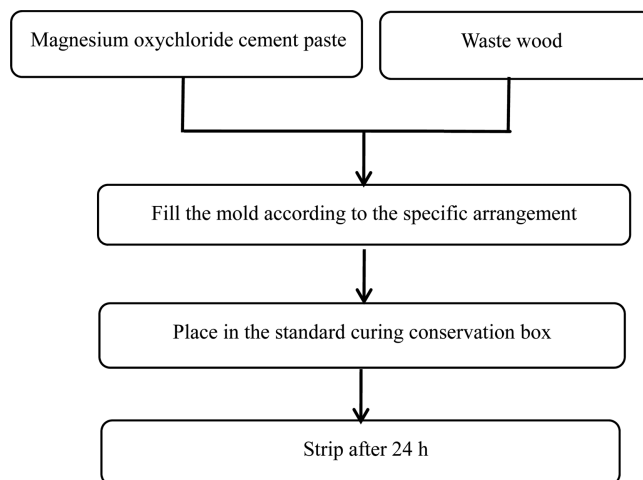 Magnesium oxychloride cement paste
Waste wood
Fill the mold according to the specific arrangement
Place in the standard curing conservation box
Strip after 24 h